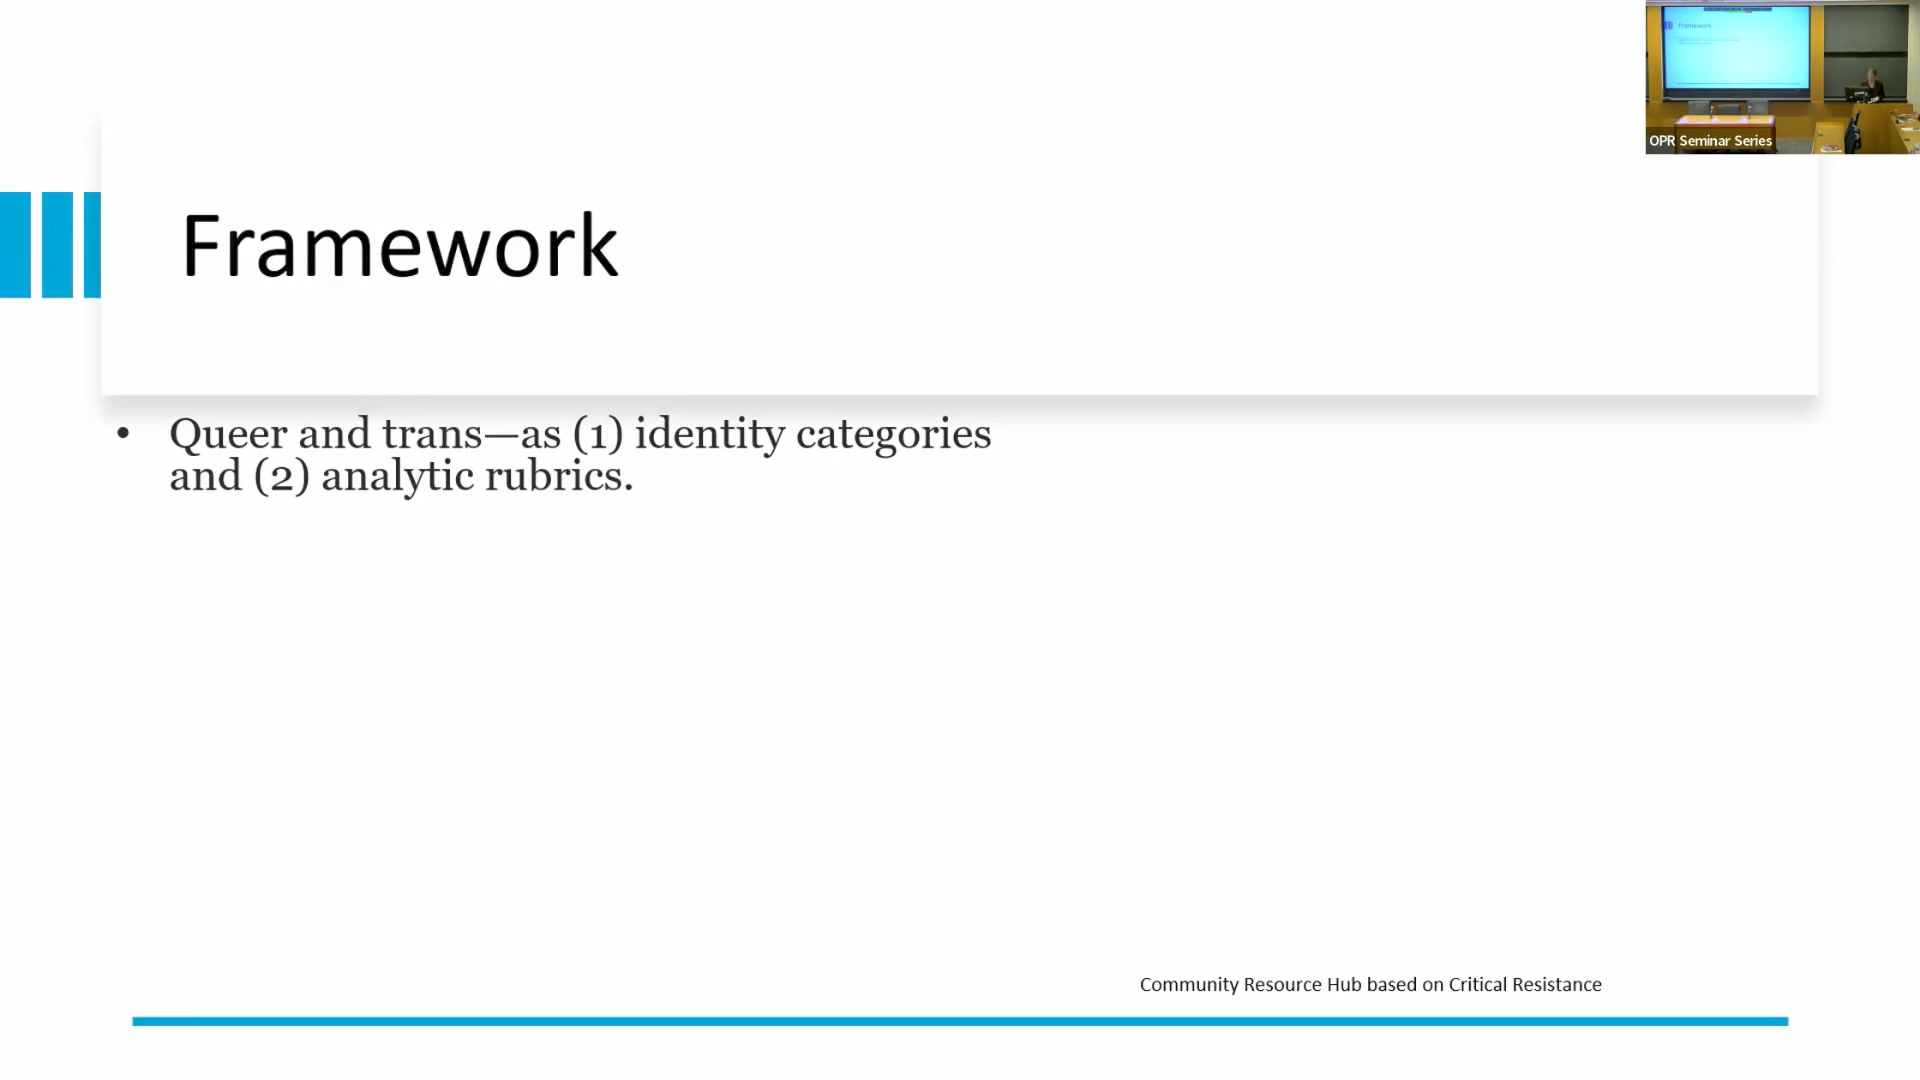 OPR Seminar Series
Framework
• Queer and trans—as (1) identity categories
and (2) analytic rubrics.
Community Resource Hub based on Critical Resistance